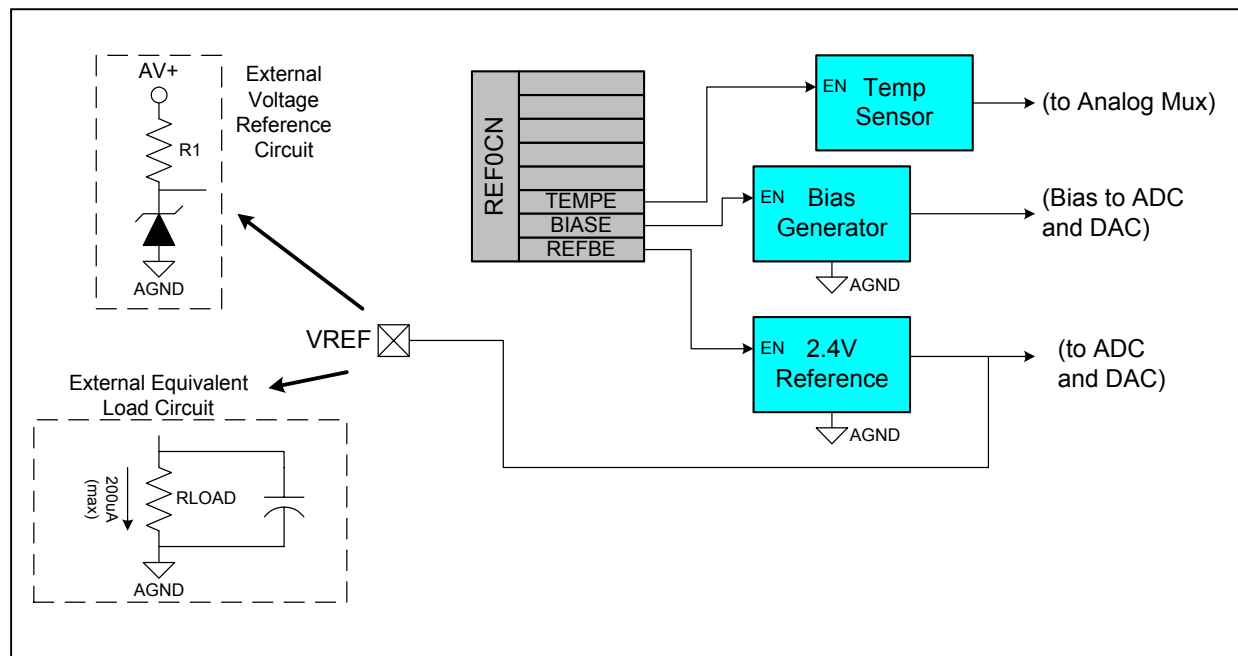 AV+
R1
AGND
External
Voltage
Reference
Circuit
REF0CN
TEMPE
BIASE
REFBE
EN
Temp
Sensor
(to Analog Mux)
EN
Bias
Generator
AGND
(Bias to ADC
and DAC)
VREF
EN
2.4V
Reference
AGND
(to ADC
and DAC)
External Equivalent
Load Circuit
200uA
(max)
RLOAD
AGND